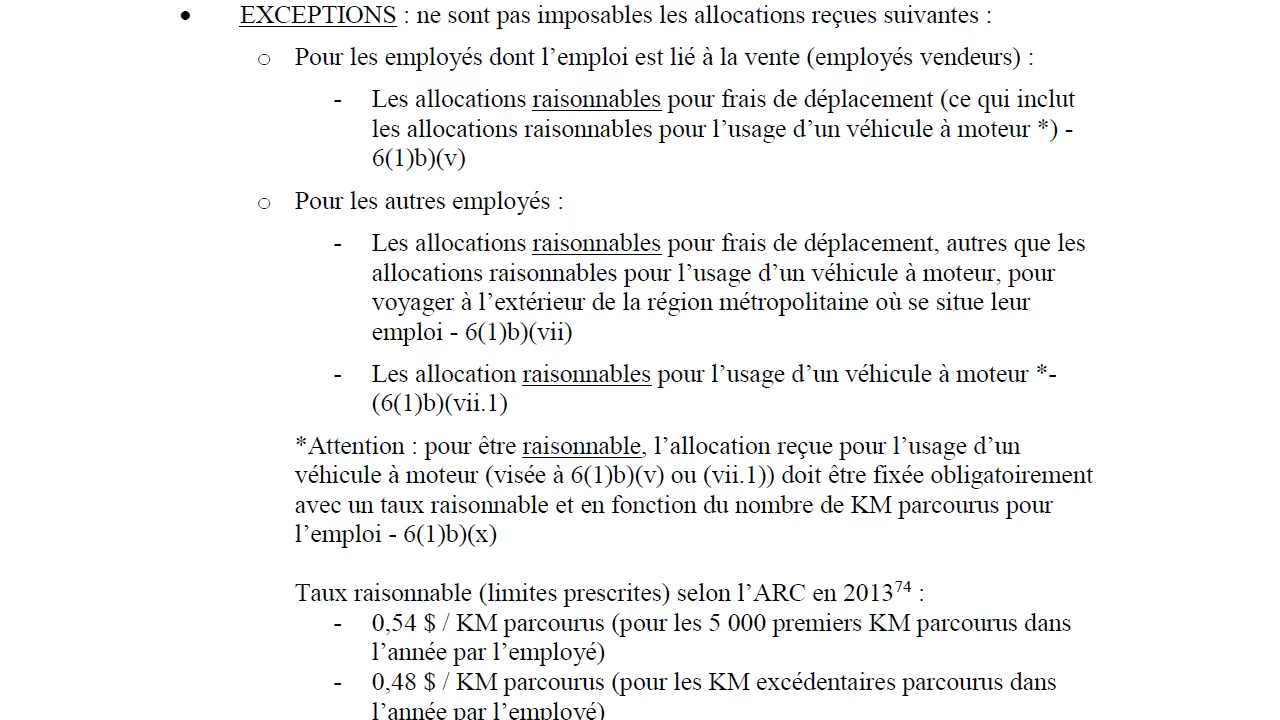 • EXCEPTIONS : ne sont pas imposables les allocations reçues suivantes :
o Pour les employés dont l’emploi est lié à la vente (employés vendeurs) :
- Les allocations raisonnables pour frais de déplacement (ce qui inclut
les allocations raisonnables pour l’usage d’un véhicule à moteur *) -
6(1)b)(v)
o Pour les autres employés :
- Les allocations raisonnables pour frais de déplacement, autres que les
allocations raisonnables pour l’usage d’un véhicule à moteur, pour
voyager à l’extérieur de la région métropolitaine où se situe leur
emploi - 6(1)b)(vii)
- Les allocation raisonnables pour l’usage d’un véhicule à moteur *-
(6(1)b)(vii.1)
*Attention : pour être raisonnable, l’allocation reçue pour l’usage d’un
véhicule à moteur (visée à 6(1)b)(v) ou (vii.1)) doit être fixée obligatoirement
avec un taux raisonnable et en fonction du nombre de KM parcourus pour
l’emploi - 6(1)b)(x)
Taux raisonnable (limites prescrites) selon l’ARC en 2013⁷⁴ :
- 0,54 $ / KM parcourus (pour les 5 000 premiers KM parcourus dans
l’année par l’employé)
- 0,48 $ / KM parcourus (pour les KM excédentaires parcourus dans
l’année par l’employé)